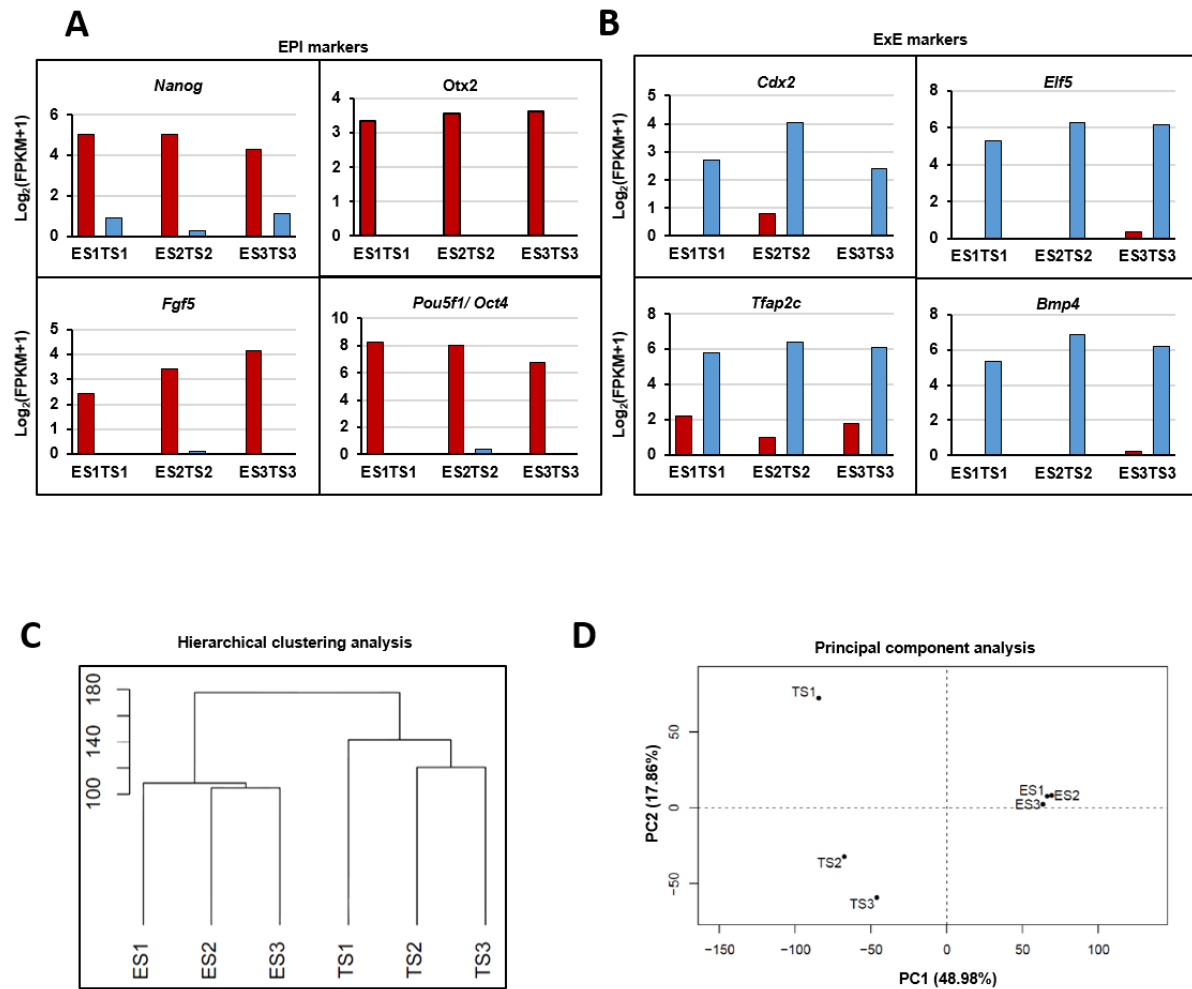 A
EPI markers
Nanog
Log2(FPKM+1)
6
4
2
0
ES1TS1 ES2TS2 ES3TS3
Otx2
4
3
2
1
0
ES1TS1 ES2TS2 ES3TS3
Fgf5
Log2(FPKM+1)
5
4
3
2
1
0
ES1TS1 ES2TS2 ES3TS3
Pou5f1/ Oct4
10
8
6
4
2
0
ES1TS1 ES2TS2 ES3TS3
B
ExE markers
Cdx2
Log2(FPKM+1)
5
4
3
2
1
0
ES1TS1 ES2TS2 ES3TS3
Elf5
8
6
4
2
0
ES1TS1 ES2TS2 ES3TS3
Tfap2c
Log2(FPKM+1)
8
6
4
2
0
ES1TS1 ES2TS2 ES3TS3
Bmp4
8
6
4
2
0
ES1TS1 ES2TS2 ES3TS3
C
Hierarchical clustering analysis
180
140
100
ES1 ES2 ES3 TS1 TS2 TS3
D
Principal component analysis
PC2 (17.86%)
50
0
−50
TS1
ES1 ES2
ES3
TS2
TS3
−150 −100 −50 0 50 100
PC1 (48.98%)